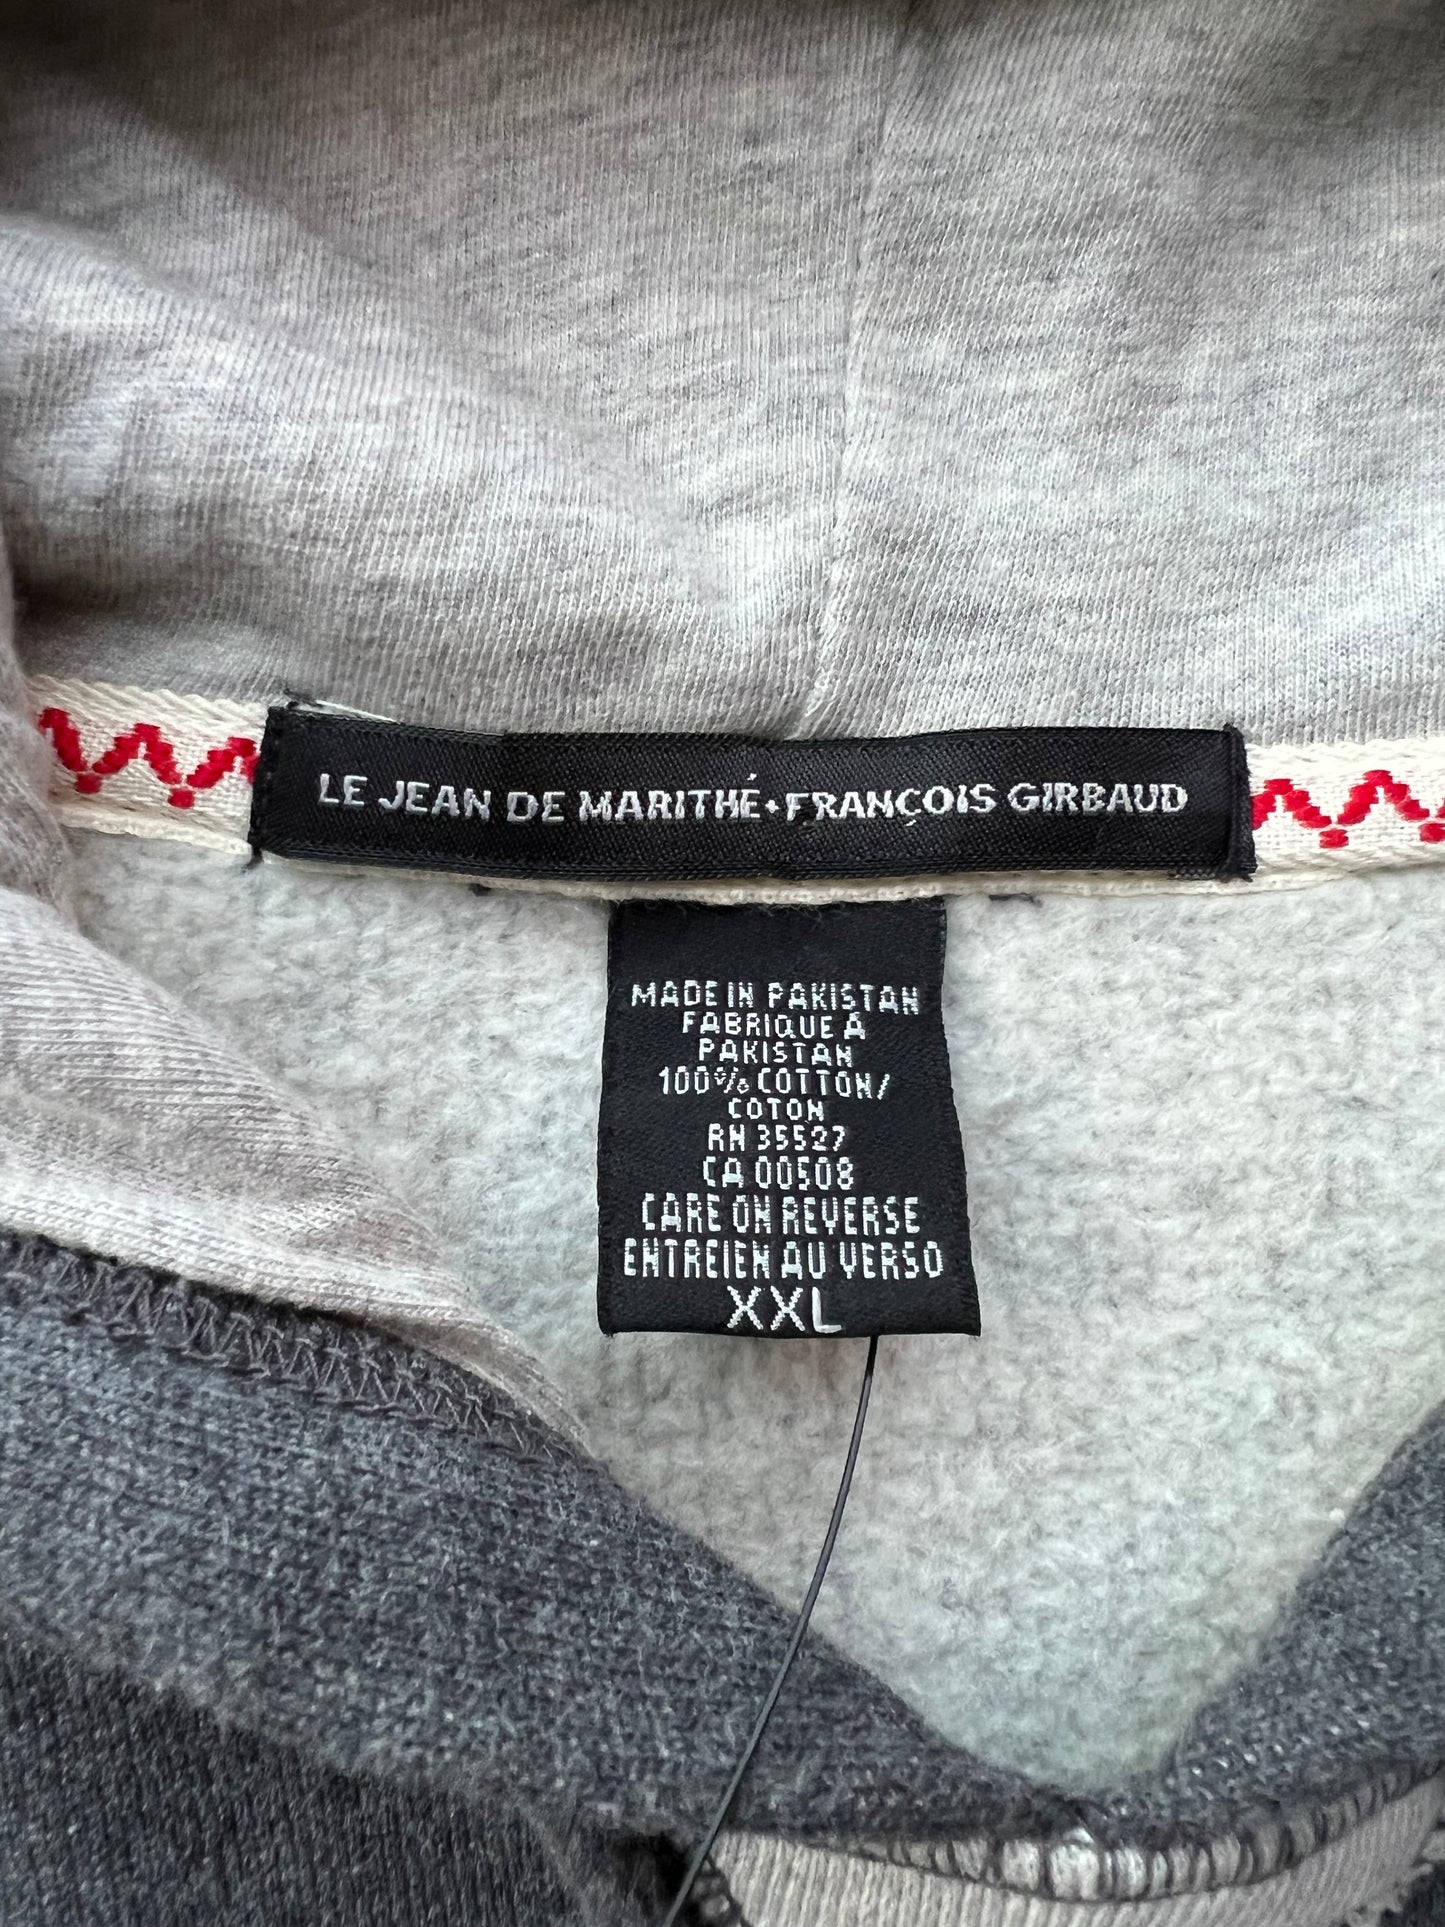 LE JEAN DE MARITHÉ + FRANÇOIS GIRBAUD
MADE IN PAKISTAN
FABRIQUE À
PAKISTAN
100% COTTON/
COTON
RN 35527
CA 00508
CARE ON REVERSE
ENTREIEN AU VERSO
XXL